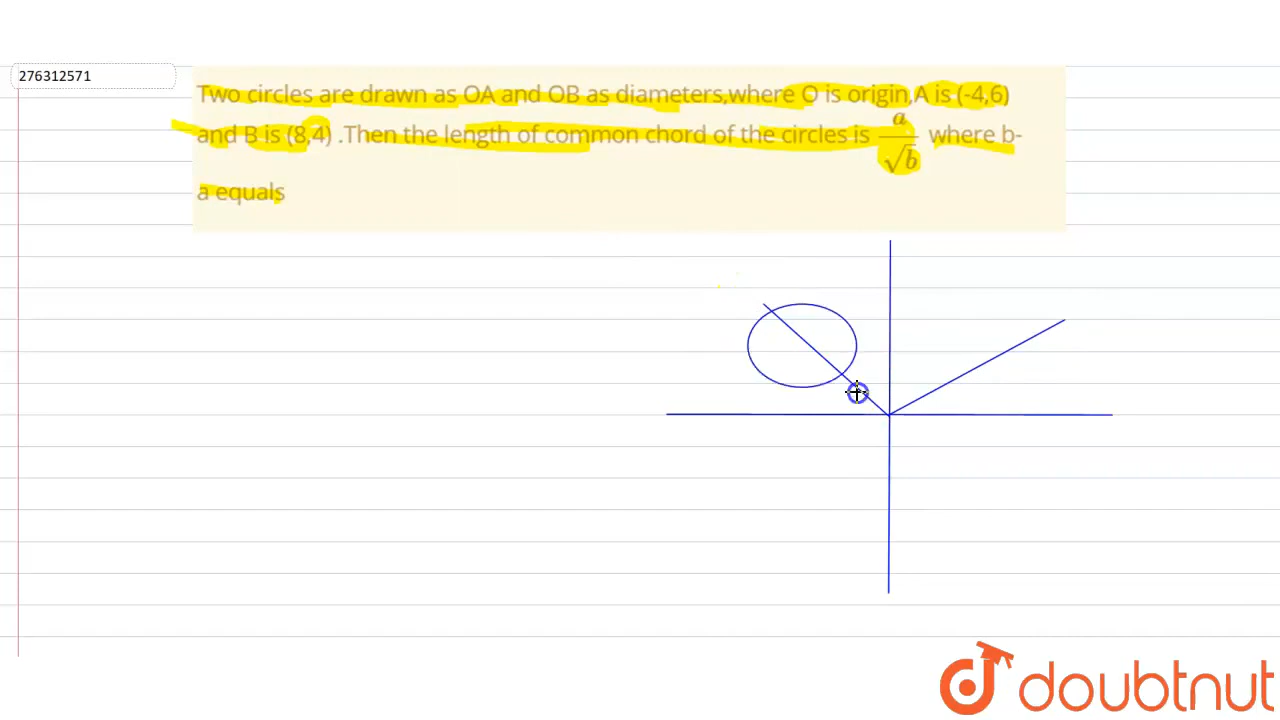 276312571
Two circles are drawn as OA and OB as diameters,where O is origin,A is (-4,6)
and B is (8,4) .Then the length of common chord of the circles is a/√b where b-
a equals
doubtnut